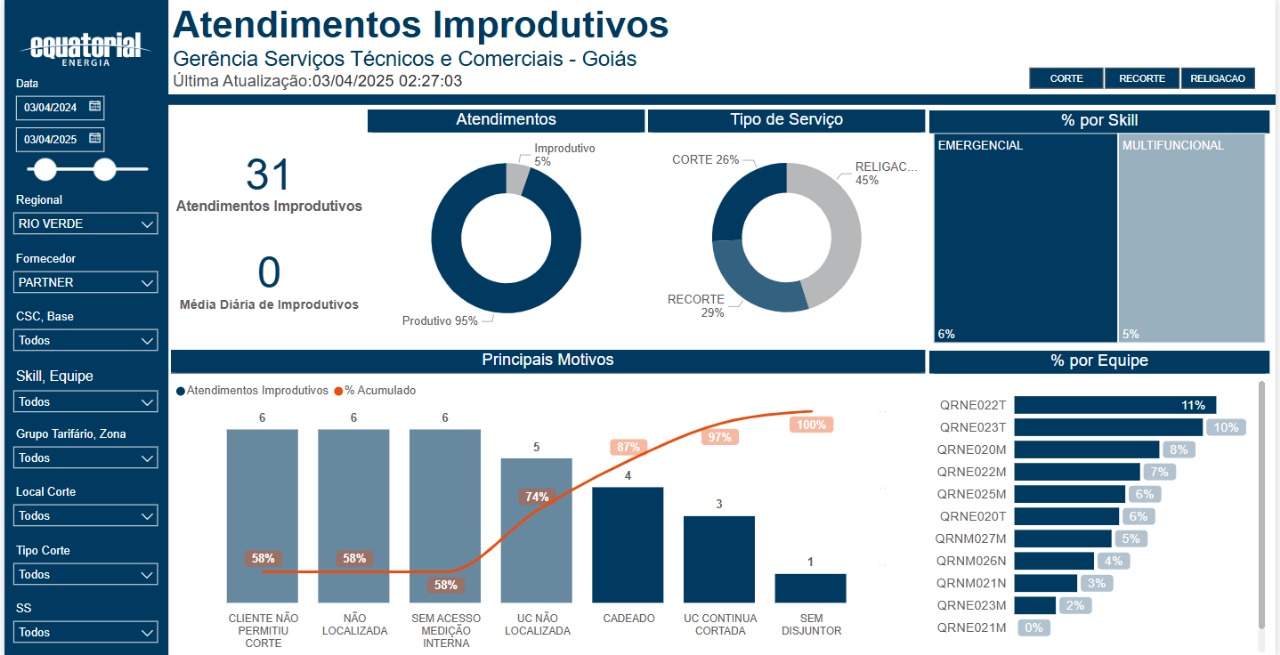 equatorial
ENERGIA
Data
03/04/2024
03/04/2025
Regional
RIO VERDE
Fornecedor
PARTNER
CSC, Base
Todos
Skill, Equipe
Todos
Grupo Tarifário, Zona
Todos
Local Corte
Todos
Tipo Corte
Todos
SS
Todos
Atendimentos Improdutivos
Gerência Serviços Técnicos e Comerciais - Goiás
Última Atualização:03/04/2025 02:27:03
CORTE
RECORTE
RELIGACAO
31
Atendimentos Improdutivos
0
Média Diária de Improdutivos
Atendimentos
Improdutivo
5%
Produtivo 95%
Tipo de Serviço
CORTE 26%
RELIGAC...
45%
RECORTE
29%
% por Skill
EMERGENCIAL
6%
MULTIFUNCIONAL
5%
Principais Motivos
Atendimentos Improdutivos
% Acumulado
6
6
6
5
4
3
1
58%
58%
58%
74%
87%
97%
100%
CLIENTE NÃO
PERMITIU
CORTE
NÃO
LOCALIZADA
SEM ACESSO
MEDIÇÃO
INTERNA
UC NÃO
LOCALIZADA
CADEADO
UC CONTINUA
CORTADA
SEM
DISJUNTOR
% por Equipe
QRNE022T 11%
QRNE023T 10%
QRNE020M 8%
QRNE022M 7%
QRNE025M 6%
QRNE020T 6%
QRNM027M 5%
QRNM026N 4%
QRNM021N 3%
QRNE023M 2%
QRNE021M 0%